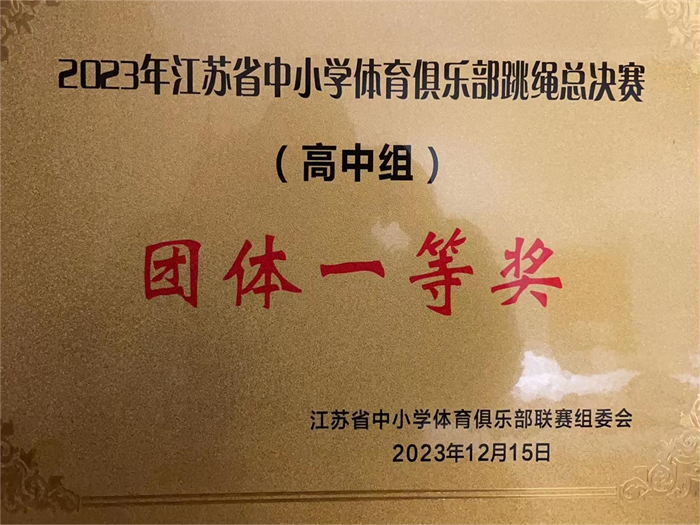 2023年江苏省中小学体育俱乐部跳绳总决赛
（高中组）
团体一等奖
江苏省中小学体育俱乐部联赛组委会
2023年12月15日